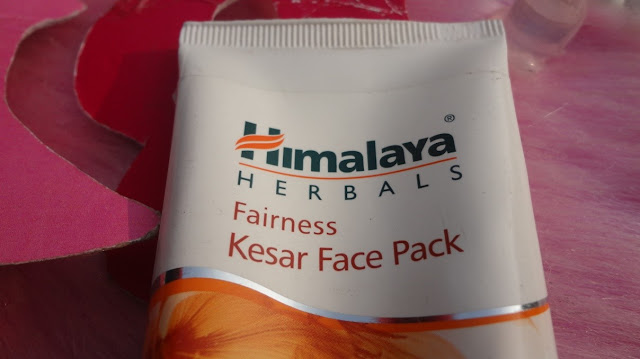 Himalaya®
HERBALS
Fairness
Kesar Face Pack